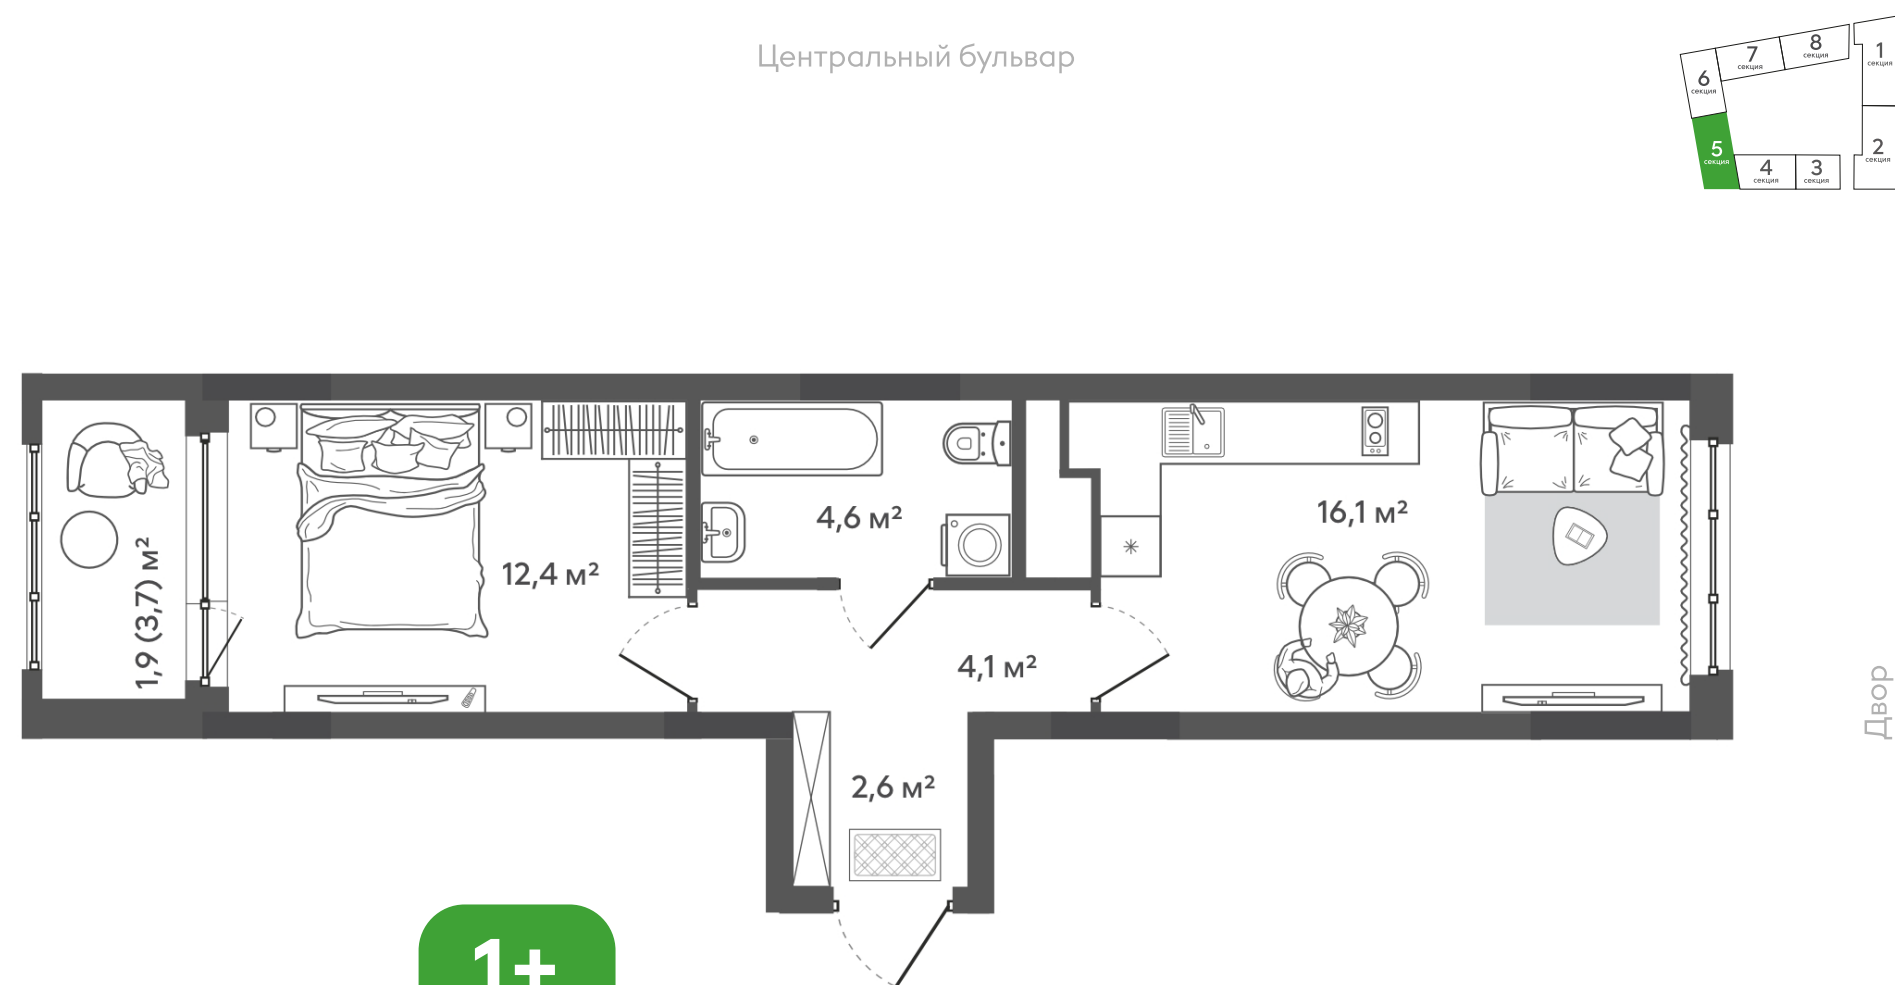 Центральный бульвар
6
секция
7
секция
8
секция
1
секция
5
секция
4
секция
3
секция
2
секция
1,9 (3,7) м²
12,4 м²
4,6 м²
16,1 м²
4,1 м²
2,6 м²
Двор
1+